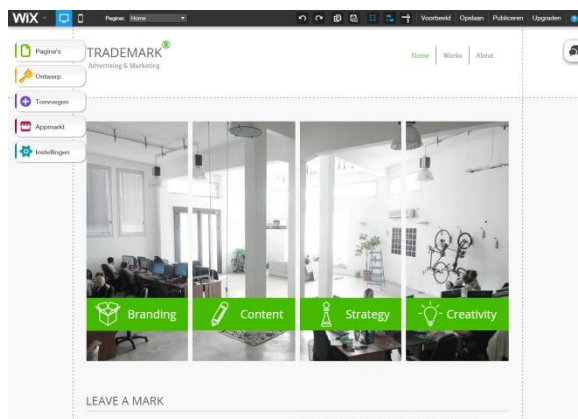 WiX Pagina: Home Voorbeeld Opslaan Publiceren Upgraden
Pagina's
Ontwerp
Toevoegen
Appmarkt
Instellingen
TRADEMARK®
Advertising & Marketing
Home Works About
Branding Content Strategy Creativity
LEAVE A MARK